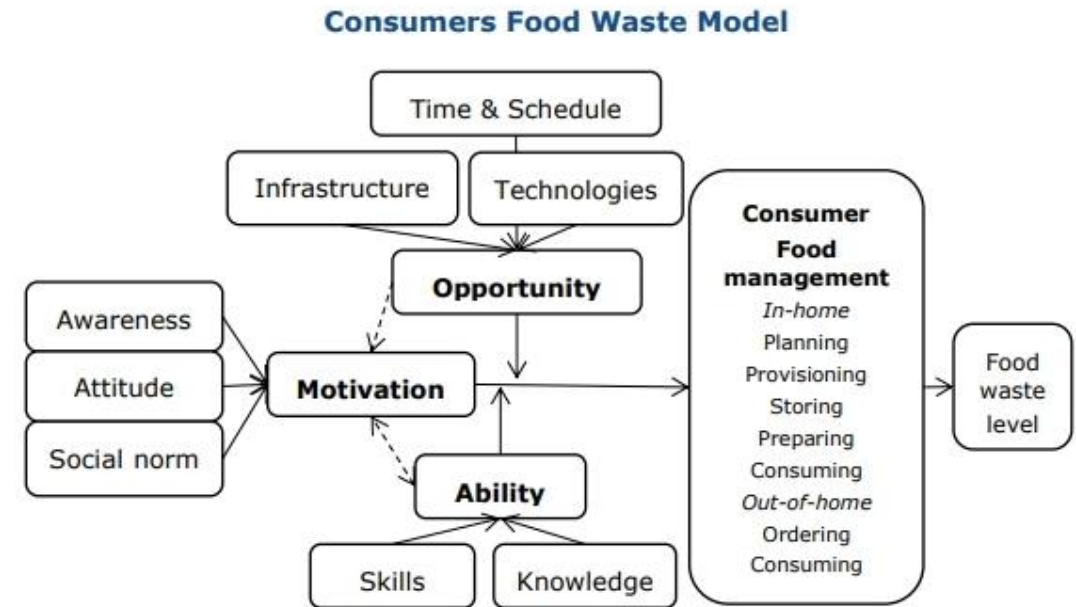 Consumers Food Waste Model
Time & Schedule
Infrastructure
Technologies
Opportunity
Awareness
Attitude
Social norm
Motivation
Ability
Skills
Knowledge
Consumer
Food
management
In-home
Planning
Provisioning
Storing
Preparing
Consuming
Out-of-home
Ordering
Consuming
Food
waste
level